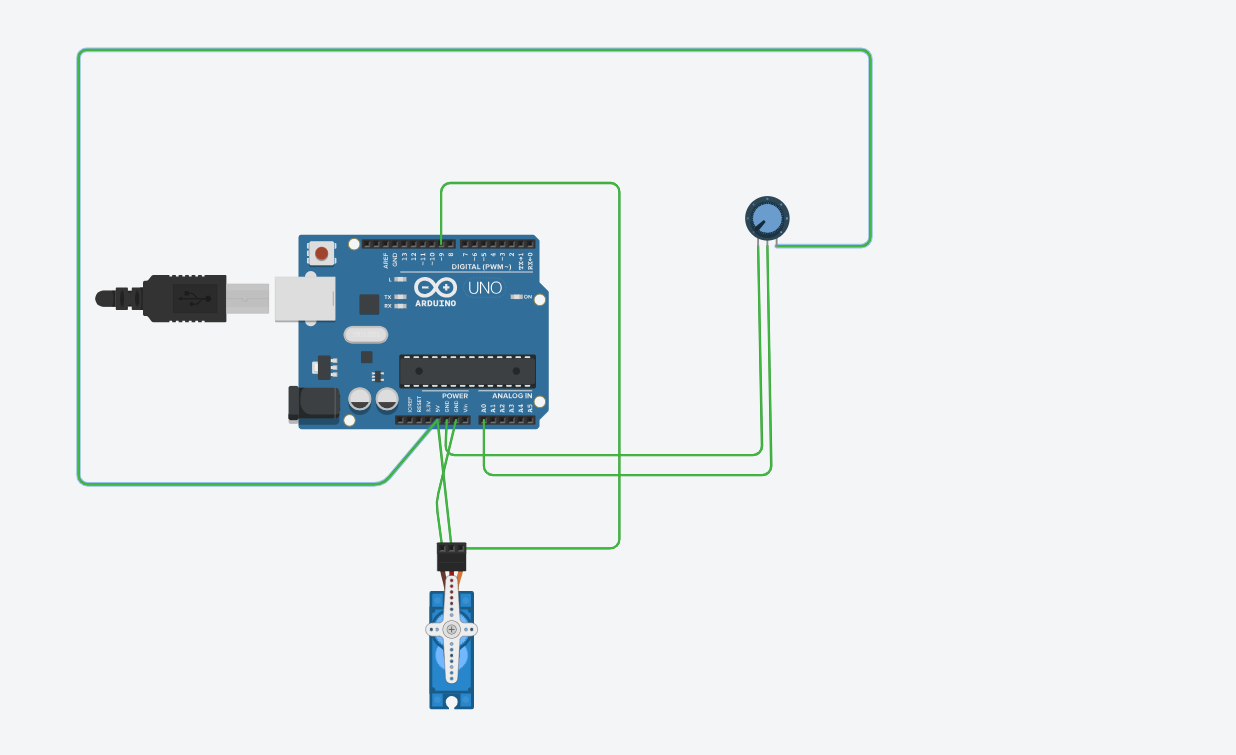 AREF
GND
13
12
~11
~10
~9
8
7
~6
~5
4
~3
2
TX→1
RX←0
DIGITAL (PWM~)
L
TX
RX
ARDUINO
UNO
ON
POWER
ANALOG IN
IOREF
RESET
3.3V
5V
GND
GND
Vin
A0
A1
A2
A3
A4
A5